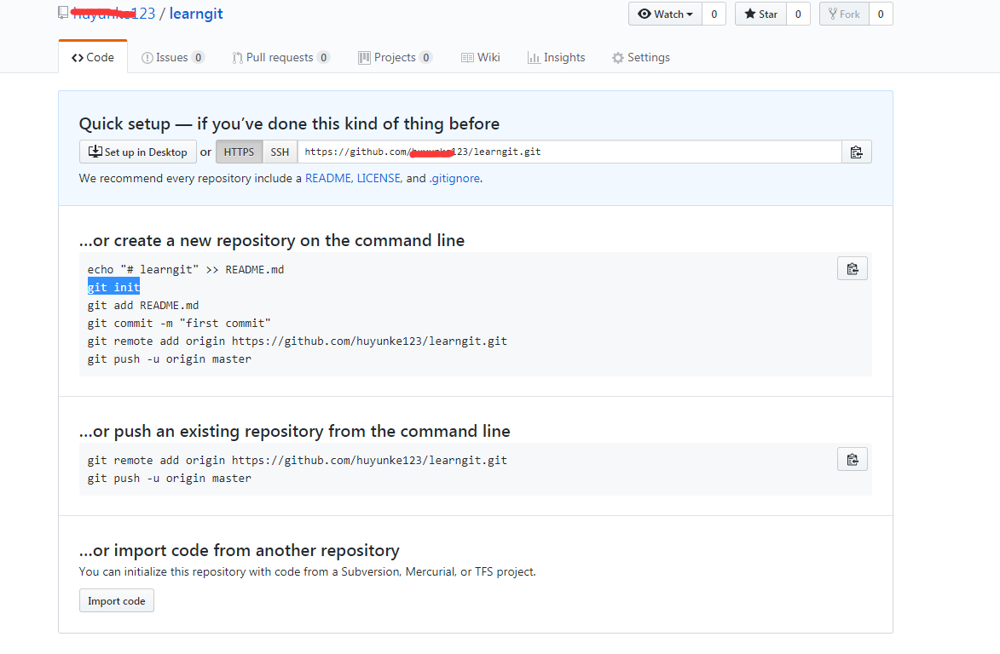 123 / learngit
Watch 0 Star 0 Fork 0
Code Issues 0 Pull requests 0 Projects 0 Wiki Insights Settings
Quick setup — if you’ve done this kind of thing before
Set up in Desktop or HTTPS SSH https://github.com/ 23/learngit.git
We recommend every repository include a README, LICENSE, and .gitignore.
…or create a new repository on the command line
echo "# learngit" >> README.md
git init
git add README.md
git commit -m "first commit"
git remote add origin https://github.com/huyunke123/learngit.git
git push -u origin master
…or push an existing repository from the command line
git remote add origin https://github.com/huyunke123/learngit.git
git push -u origin master
…or import code from another repository
You can initialize this repository with code from a Subversion, Mercurial, or TFS project.
Import code